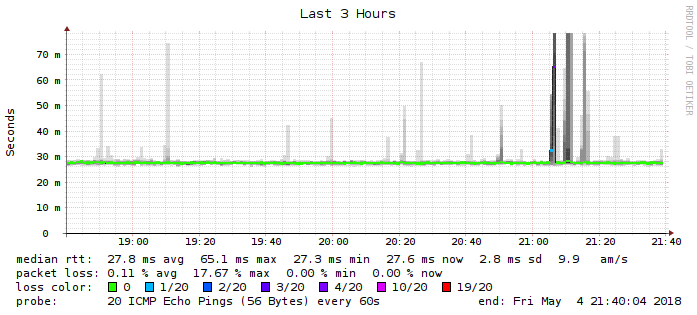 Last 3 Hours
RRDTOOL / TOBI OETIKER
Seconds
70 m
60 m
50 m
40 m
30 m
20 m
10 m
0
19:00 19:20 19:40 20:00 20:20 20:40 21:00 21:20 21:40
median rtt: 27.8 ms avg 65.1 ms max 27.3 ms min 27.6 ms now 2.8 ms sd 9.9 am/s
packet loss: 0.11 % avg 17.67 % max 0.00 % min 0.00 % now
loss color: 0 1/20 2/20 3/20 4/20 10/20 19/20
probe: 20 ICMP Echo Pings (56 Bytes) every 60s end: Fri May 4 21:40:04 2018